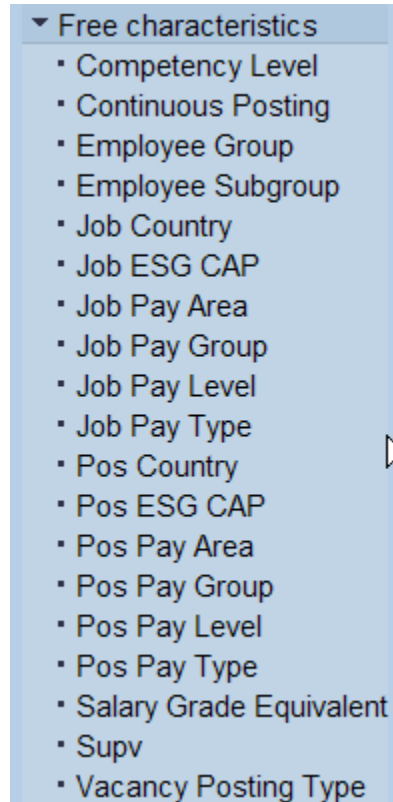 Free characteristics
Competency Level
Continuous Posting
Employee Group
Employee Subgroup
Job Country
Job ESG CAP
Job Pay Area
Job Pay Group
Job Pay Level
Job Pay Type
Pos Country
Pos ESG CAP
Pos Pay Area
Pos Pay Group
Pos Pay Level
Pos Pay Type
Salary Grade Equivalent
Supv
Vacancy Posting Type